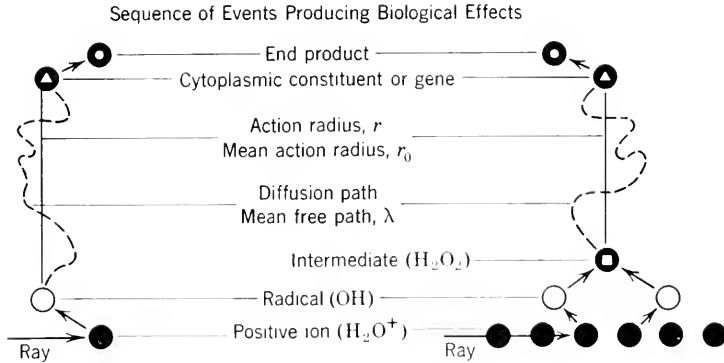 Sequence of Events Producing Biological Effects
End product
Cytoplasmic constituent or gene
Action radius, r
Mean action radius, r₀
Diffusion path
Mean free path, λ
Intermediate (H₂O₂)
Radical (OH)
Positive ion (H₂O⁺)
Ray
Ray